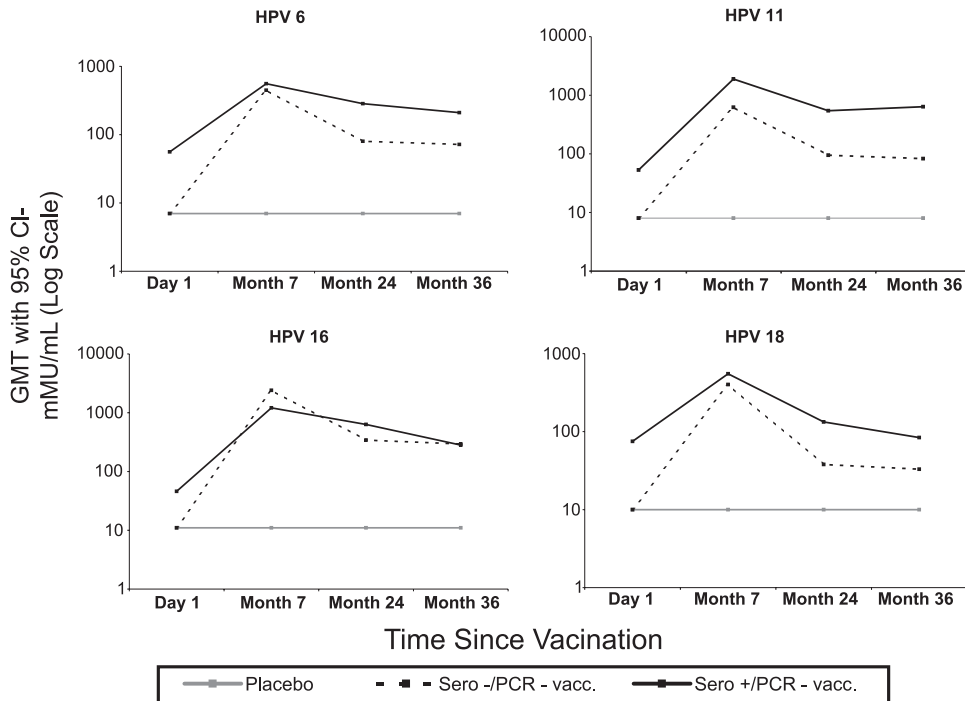 HPV 6
1000
100
10
1
Day 1 Month 7 Month 24 Month 36
HPV 11
10000
1000
100
10
1
Day 1 Month 7 Month 24 Month 36
GMT with 95% CI-
mMU/mL (Log Scale)
HPV 16
10000
1000
100
10
1
Day 1 Month 7 Month 24 Month 36
HPV 18
1000
100
10
1
Day 1 Month 7 Month 24 Month 36
Time Since Vacination
Placebo Sero -/PCR - vacc. Sero +/PCR - vacc.